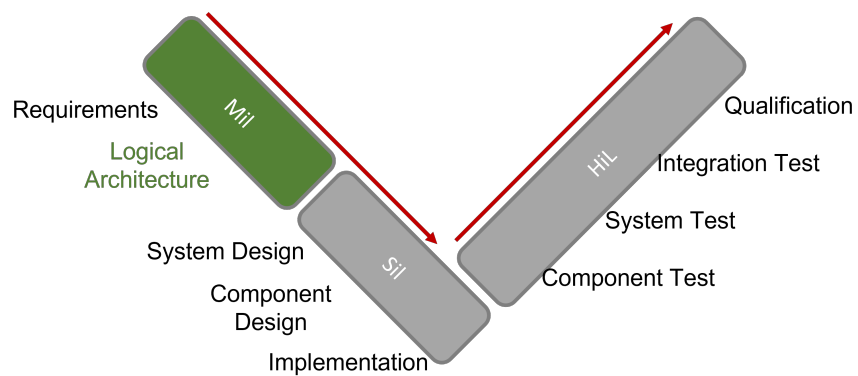 Requirements
Mil
Logical
Architecture
System Design
Sil
Component
Design
Implementation
HiL
Qualification
Integration Test
System Test
Component Test